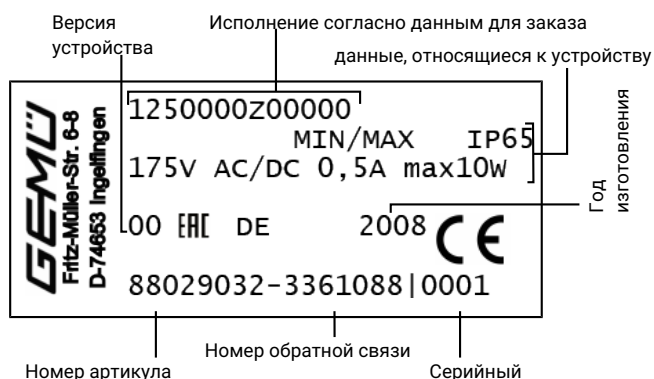 Версия устройства
Исполнение согласно данным для заказа
данные, относящиеся к устройству
GEMÜ
Fritz-Müller-Str. 6-8
D-74653 Ingelfingen
1250000Z00000
MIN/MAX IP65
175V AC/DC 0,5A max10W
00 EAC DE 2008 CE
88029032-3361088|0001
Год изготовления
Номер артикула
Номер обратной связи
Серийный